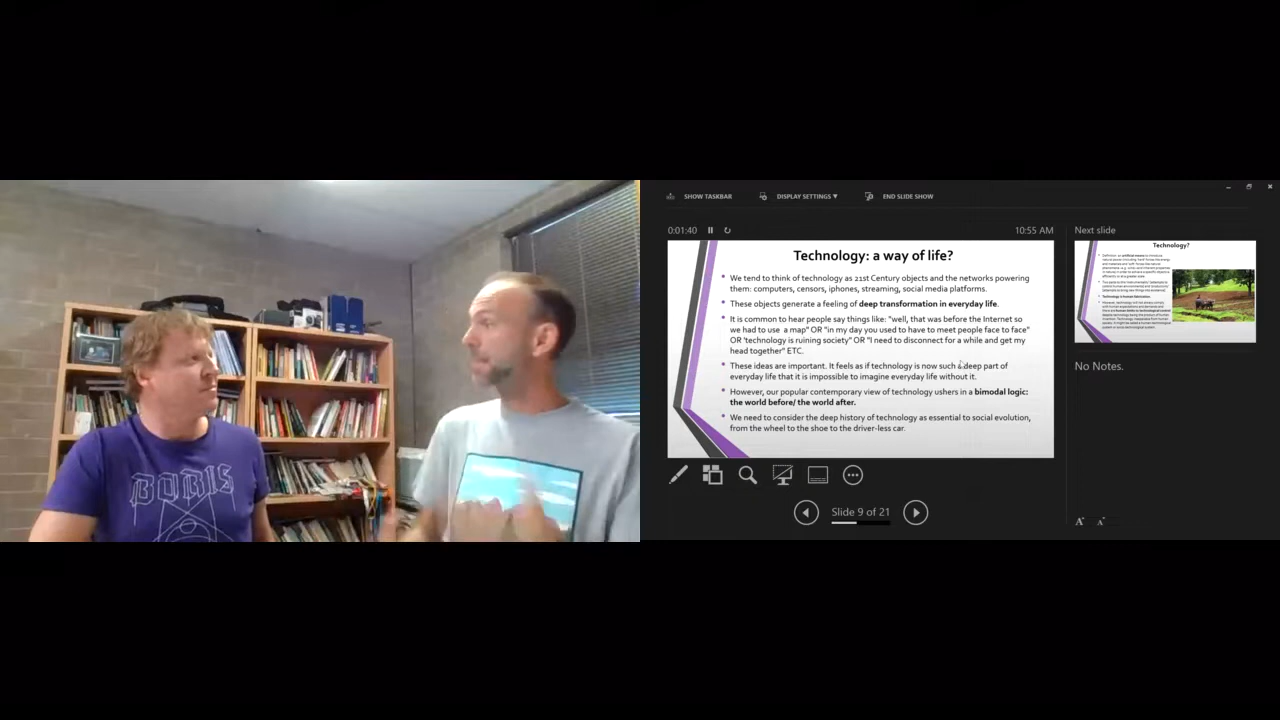 BORIS
SHOW TASKBAR
DISPLAY SETTINGS ▼
END SLIDE SHOW
0:01:40
10:55 AM
Technology: a way of life?
• We tend to think of technology as 21st Century objects and the networks powering
them: computers, censors, iphones, streaming, social media platforms.
• These objects generate a feeling of deep transformation in everyday life.
• It is common to hear people say things like: "well, that was before the Internet so
we had to use a map" OR "in my day you used to have to meet people face to face"
OR 'technology is ruining society" OR "I need to disconnect for a while and get my
head together" ETC.
• These ideas are important. It feels as if technology is now such a deep part of
everyday life that it is impossible to imagine everyday life without it.
• However, our popular contemporary view of technology ushers in a bimodal logic:
the world before/ the world after.
• We need to consider the deep history of technology as essential to social evolution,
from the wheel to the shoe to the driver-less car.
Slide 9 of 21
Next slide
Technology?
Technology is human fabrication.
No Notes.
A
A